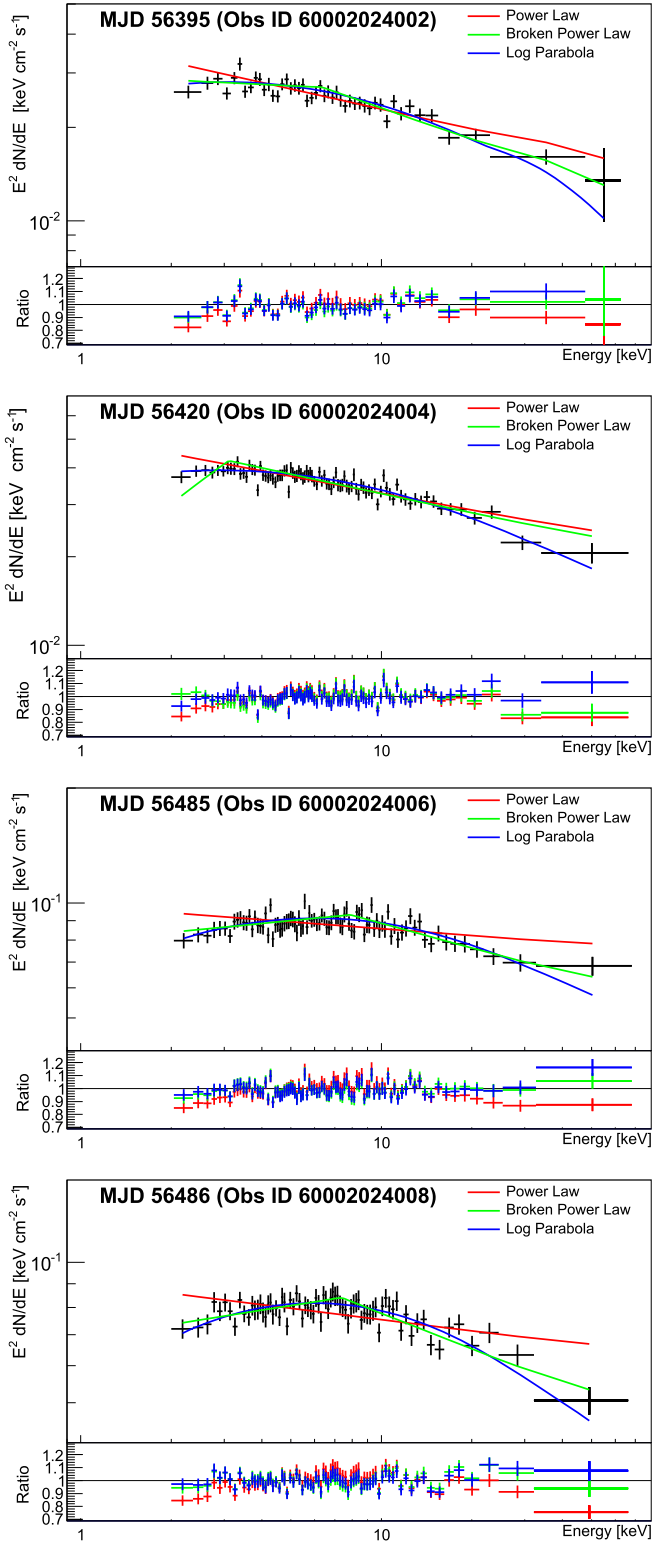 MJD 56395 (Obs ID 60002024002)
Power Law
Broken Power Law
Log Parabola
E² dN/dE [keV cm⁻² s⁻¹]
10⁻²
Ratio
1.2
1.1
1
0.9
0.8
0.7
1
10
Energy [keV]
MJD 56420 (Obs ID 60002024004)
Power Law
Broken Power Law
Log Parabola
E² dN/dE [keV cm⁻² s⁻¹]
10⁻²
Ratio
1.2
1.1
1
0.9
0.8
0.7
1
10
Energy [keV]
MJD 56485 (Obs ID 60002024006)
Power Law
Broken Power Law
Log Parabola
E² dN/dE [keV cm⁻² s⁻¹]
10⁻¹
Ratio
1.2
1.1
1
0.9
0.8
0.7
1
10
Energy [keV]
MJD 56486 (Obs ID 60002024008)
Power Law
Broken Power Law
Log Parabola
E² dN/dE [keV cm⁻² s⁻¹]
10⁻¹
Ratio
1.2
1.1
1
0.9
0.8
0.7
1
10
Energy [keV]